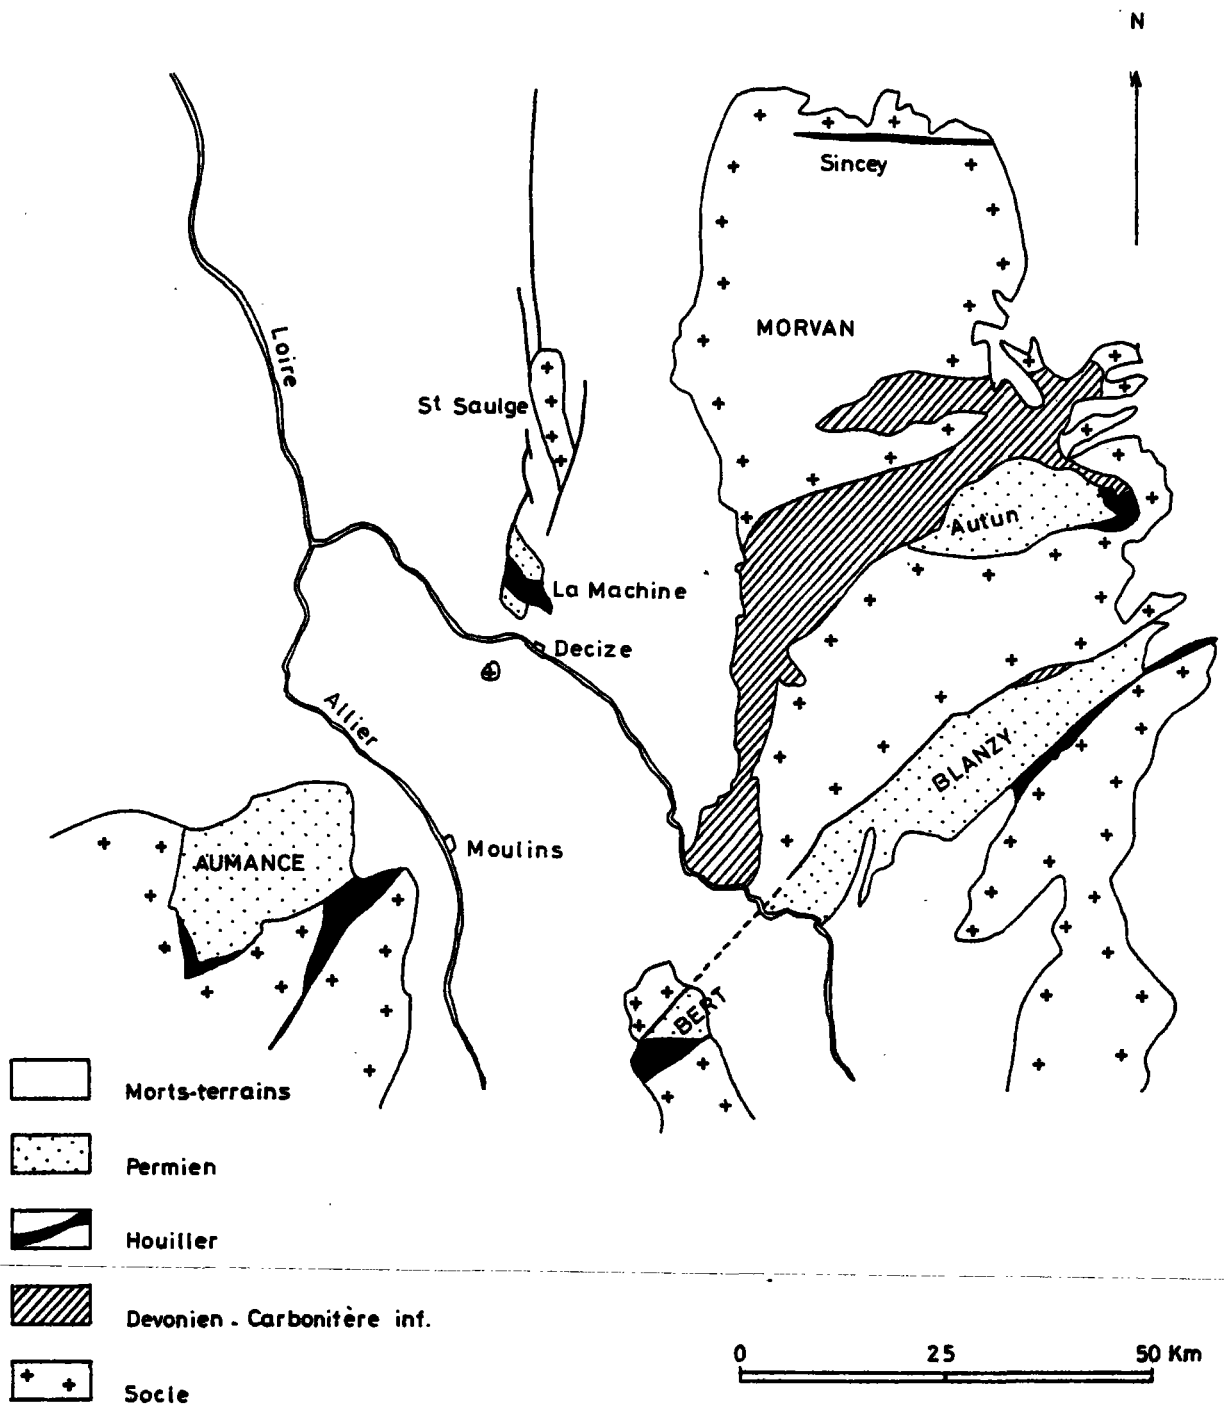 N
Sincey
MORVAN
Loire
St Saulge
Autun
La Machine
Decize
Allier
BLANZY
Moulins
AUMANCE
BERT
Morts-terrains
Permien
Houiller
Devonien - Carbonitère inf.
Socle
0 25 50 Km